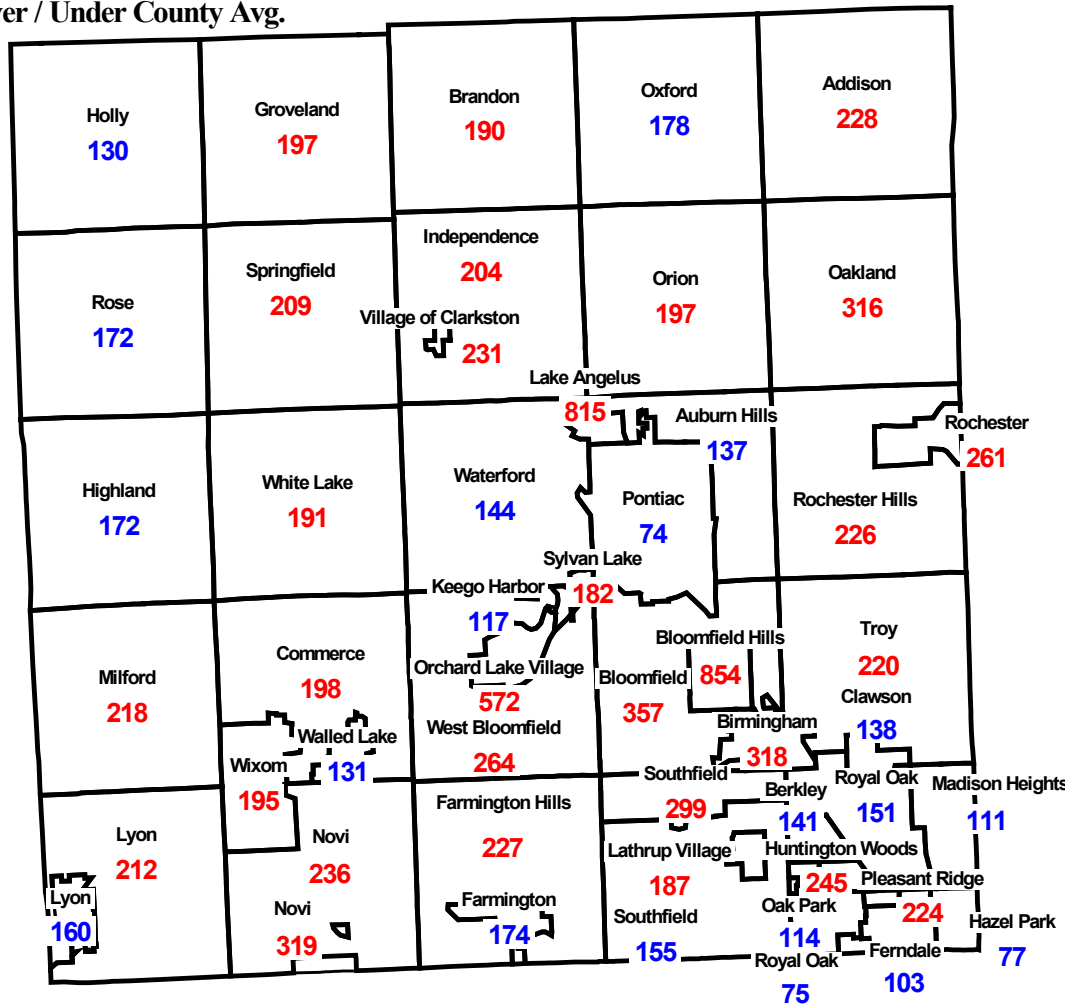 ver / Under County Avg.
Holly
130
Groveland
197
Brandon
190
Oxford
178
Addison
228
Rose
172
Springfield
209
Independence
204
Village of Clarkston
231
Orion
197
Oakland
316
Lake Angelus
815
Auburn Hills
137
Rochester
261
Highland
172
White Lake
191
Waterford
144
Pontiac
74
Rochester Hills
226
Sylvan Lake
182
Keego Harbor
117
Milford
218
Commerce
198
Orchard Lake Village
572
Bloomfield Hills
854
Bloomfield
357
Troy
220
Clawson
138
West Bloomfield
264
Birmingham
318
Walled Lake
131
Wixom
195
Southfield
299
Berkley
141
Royal Oak
151
Madison Heights
111
Lyon
212
Novi
236
Farmington Hills
227
Lathrup Village
187
Huntington Woods
245
Pleasant Ridge
224
Lyon
160
Novi
319
Farmington
174
Southfield
155
Oak Park
114
Hazel Park
77
Ferndale
103
Royal Oak
75